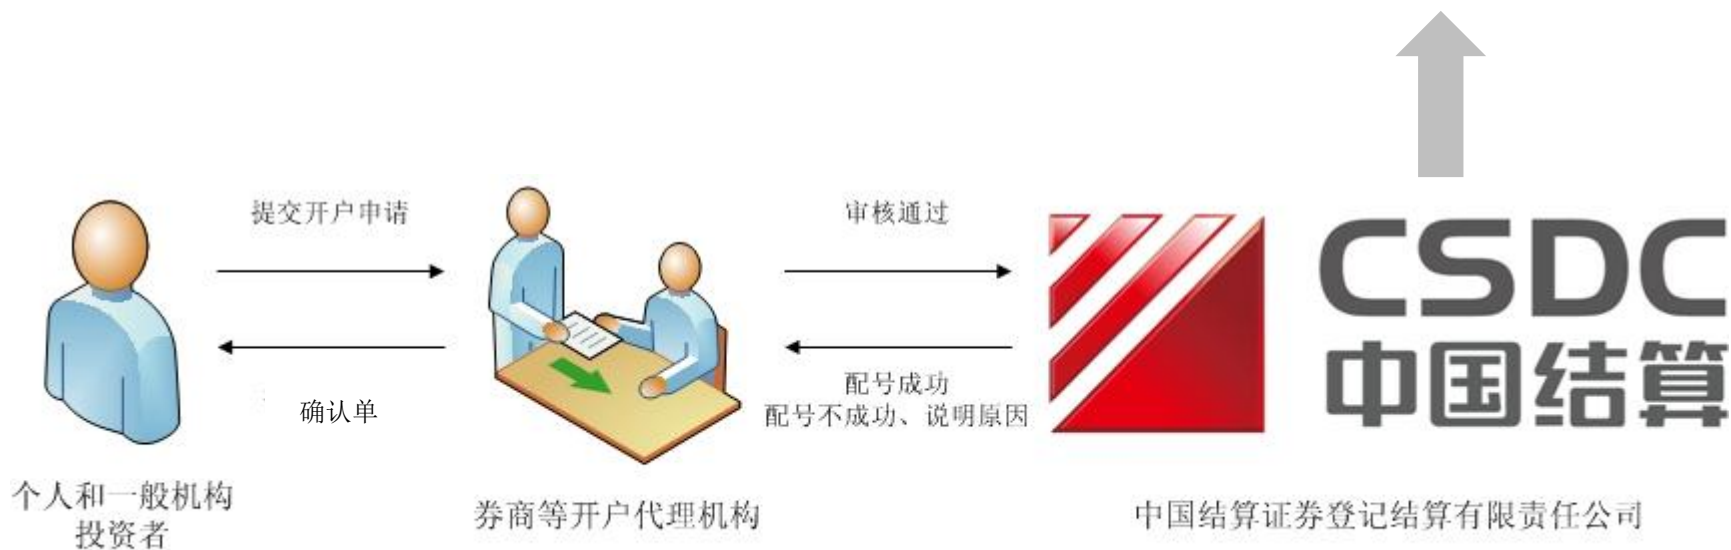 提交开户申请
审核通过
CSDC
中国结算
确认单
配号成功
配号不成功、说明原因
个人和一般机构
投资者
券商等开户代理机构
中国结算证券登记结算有限责任公司